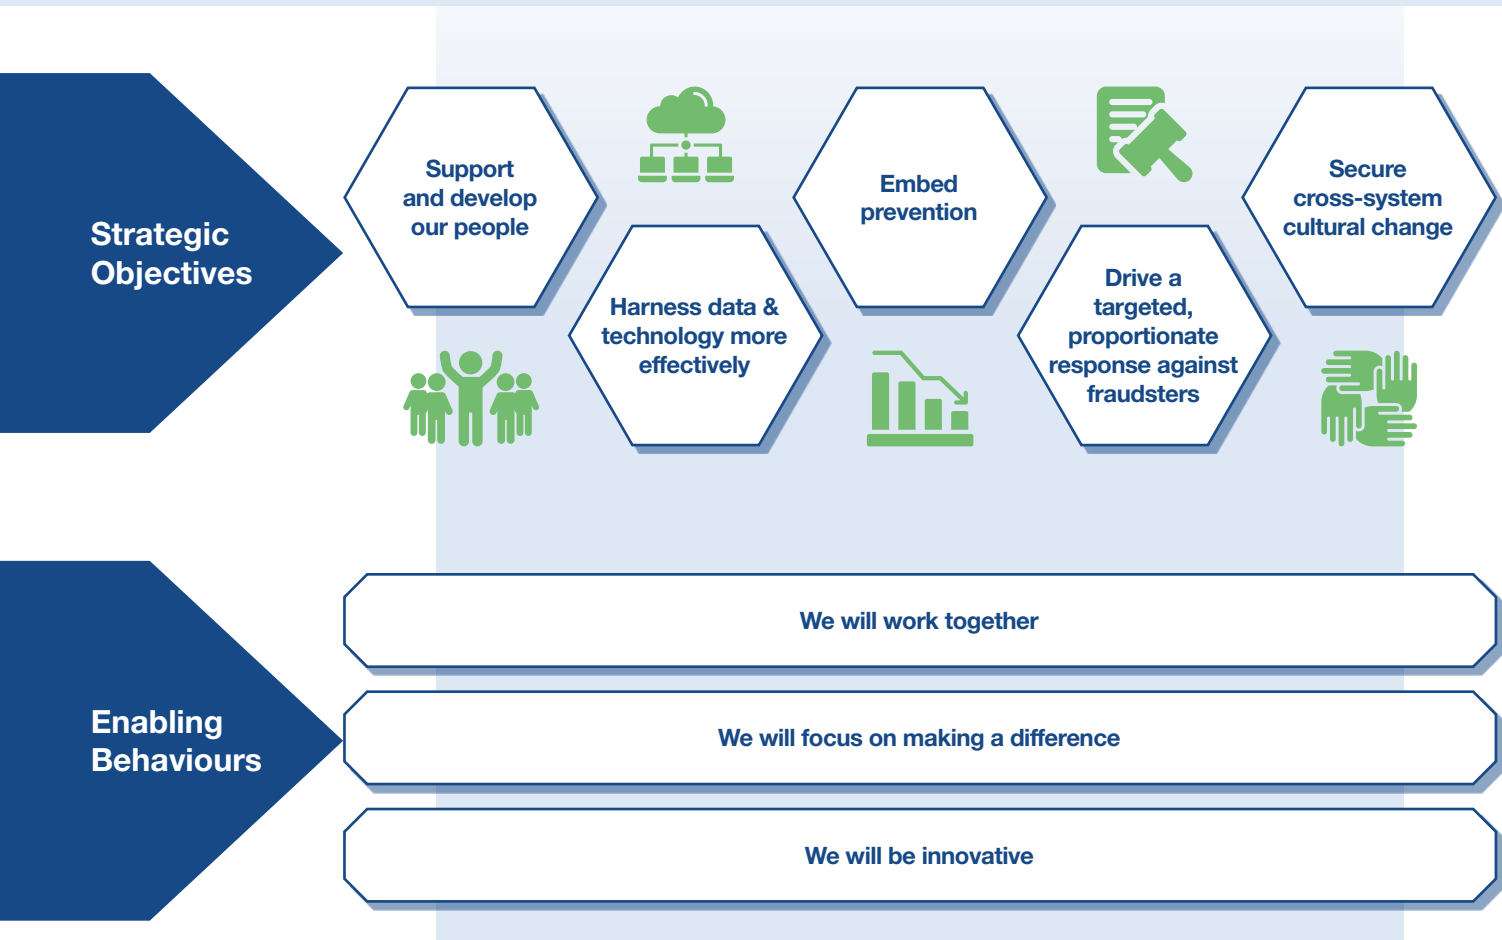 Strategic
Objectives
Support
and develop
our people
Harness data &
technology more
effectively
Embed
prevention
Drive a
targeted,
proportionate
response against
fraudsters
Secure
cross-system
cultural change
Enabling
Behaviours
We will work together
We will focus on making a difference
We will be innovative